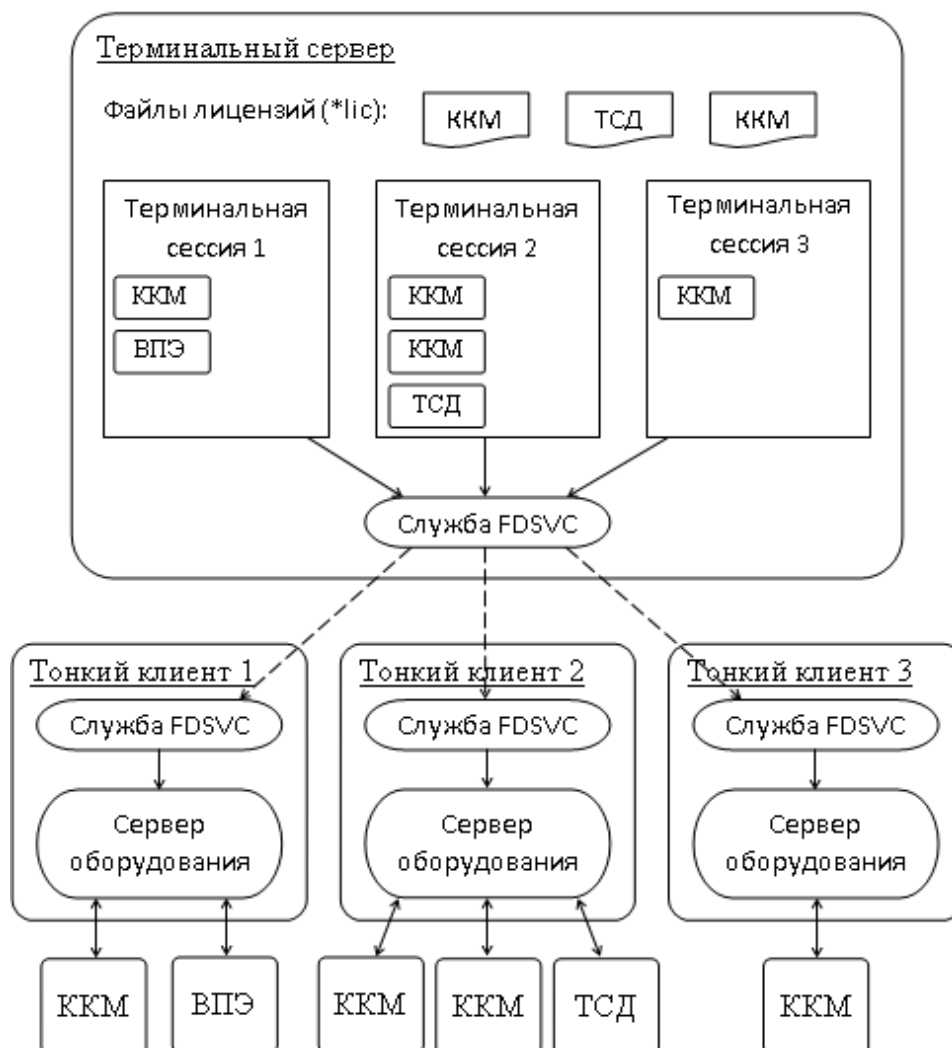 Терминальный сервер
Файлы лицензий (*lic):
ККМ
ТСД
ККМ
Терминальная
сессия 1
ККМ
ВПЭ
Терминальная
сессия 2
ККМ
ККМ
ТСД
Терминальная
сессия 3
ККМ
Служба FDSVC
Тонкий клиент 1
Служба FDSVC
Сервер
оборудования
ККМ
ВПЭ
Тонкий клиент 2
Служба FDSVC
Сервер
оборудования
ККМ
ККМ
ТСД
Тонкий клиент 3
Служба FDSVC
Сервер
оборудования
ККМ